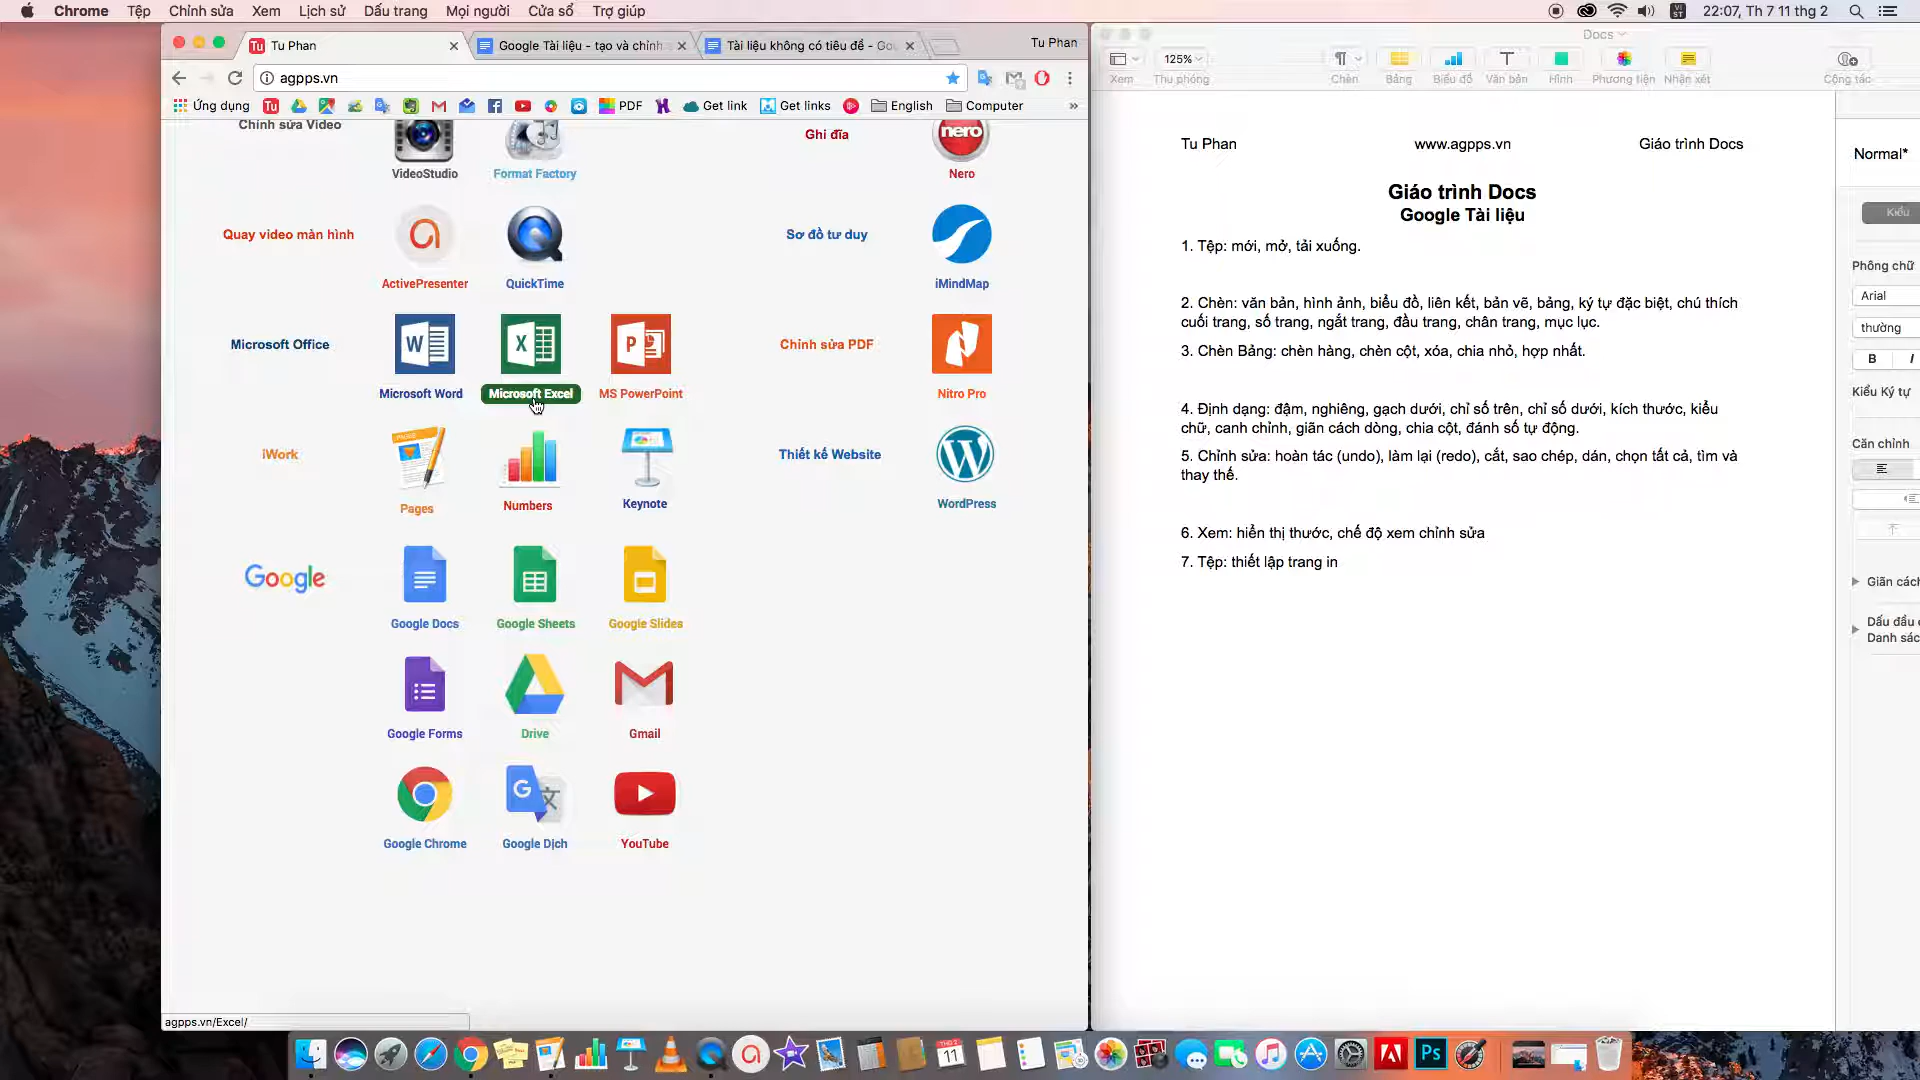 Chrome Tệp Chỉnh sửa Xem Lịch sử Dấu trang Mọi người Cửa sổ Trợ giúp
VI ST 22:07, Th 7 11 thg 2
Tu Phan
Google Tài liệu - tạo và chỉnh
Tài liệu không có tiêu đề - Go
Tu Phan
agpps.vn
Ứng dụng PDF Get link Get links English Computer »
Chỉnh sửa Video
VideoStudio
Format Factory
Ghi đĩa
nero
Nero
Quay video màn hình
ActivePresenter
QuickTime
Sơ đồ tư duy
iMindMap
Microsoft Office
Microsoft Word
Microsoft Excel
MS PowerPoint
Chỉnh sửa PDF
Nitro Pro
iWork
Pages
Numbers
Keynote
Thiết kế Website
WordPress
Google
Google Docs
Google Sheets
Google Slides
Google Forms
Drive
Gmail
Google Chrome
Google Dịch
YouTube
agpps.vn/Excel/
Docs
125%
Xem Thu phóng Chèn Bảng Biểu đồ Văn bản Hình Phương tiện Nhận xét Cộng tác
Tu Phan www.agpps.vn Giáo trình Docs
Giáo trình Docs
Google Tài liệu
1. Tệp: mới, mở, tải xuống.
2. Chèn: văn bản, hình ảnh, biểu đồ, liên kết, bản vẽ, bảng, ký tự đặc biệt, chú thích
cuối trang, số trang, ngắt trang, đầu trang, chân trang, mục lục.
3. Chèn Bảng: chèn hàng, chèn cột, xóa, chia nhỏ, hợp nhất.
4. Định dạng: đậm, nghiêng, gạch dưới, chỉ số trên, chỉ số dưới, kích thước, kiểu
chữ, canh chỉnh, giãn cách dòng, chia cột, đánh số tự động.
5. Chỉnh sửa: hoàn tác (undo), làm lại (redo), cắt, sao chép, dán, chọn tất cả, tìm và
thay thế.
6. Xem: hiển thị thước, chế độ xem chỉnh sửa
7. Tệp: thiết lập trang in
Normal*
Kiểu
Phông chữ
Arial
thường
B I
Kiểu Ký tự
Căn chỉnh
Giãn cách
Dấu đầu
Danh sác
11
Ps